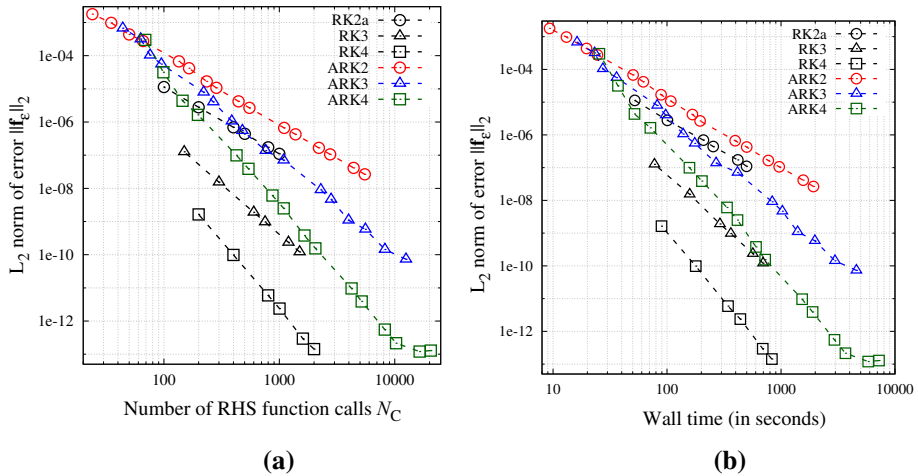 RK2a
RK3
RK4
ARK2
ARK3
ARK4
1e-04
1e-06
1e-08
1e-10
1e-12
L₂ norm of error ||f_ε||₂
100
1000
10000
Number of RHS function calls N_C
(a)
RK2a
RK3
RK4
ARK2
ARK3
ARK4
1e-04
1e-06
1e-08
1e-10
1e-12
L₂ norm of error ||f_ε||₂
10
100
1000
10000
Wall time (in seconds)
(b)